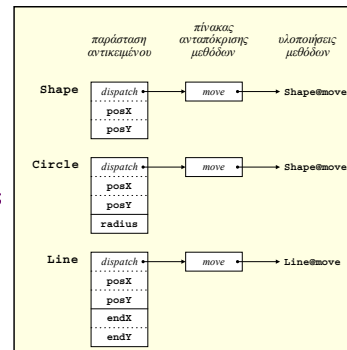 παράσταση αντικειμένου
πίνακας ανταπόκρισης μεθόδων
υλοποιήσεις μεθόδων
Shape
dispatch
move
Shape@move
posX
posY
Circle
dispatch
move
Shape@move
posX
posY
radius
Line
dispatch
move
Line@move
posX
posY
endX
endY